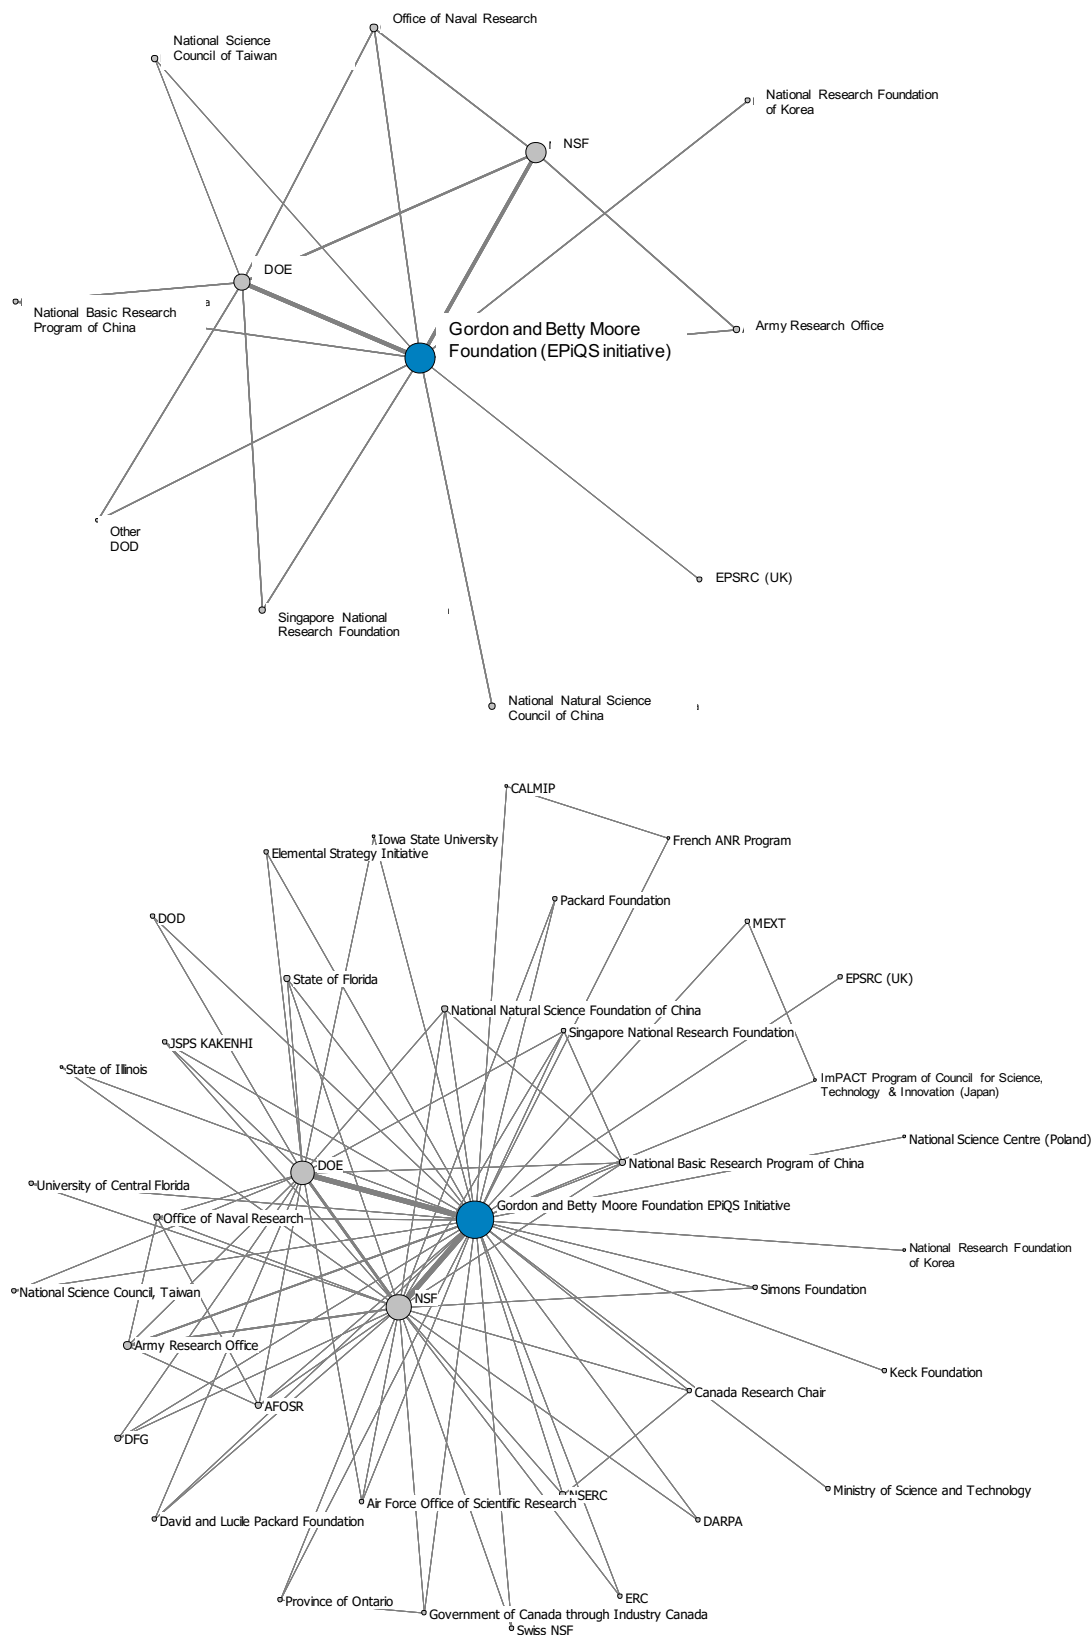 Office of Naval Research
National Science
Council of Taiwan
National Research Foundation
of Korea
NSF
DOE
National Basic Research
Program of China
Gordon and Betty Moore
Foundation (EPiQS initiative)
Army Research Office
Other
DOD
EPSRC (UK)
Singapore National
Research Foundation
National Natural Science
Council of China
CALMIP
Iowa State University
French ANR Program
Elemental Strategy Initiative
Packard Foundation
DOD
MEXT
State of Florida
EPSRC (UK)
National Natural Science Foundation of China
Singapore National Research Foundation
JSPS KAKENHI
State of Illinois
ImPACT Program of Council for Science,
Technology & Innovation (Japan)
National Science Centre (Poland)
DOE
National Basic Research Program of China
University of Central Florida
Gordon and Betty Moore Foundation EPiQS Initiative
Office of Naval Research
National Research Foundation
of Korea
National Science Council, Taiwan
NSF
Simons Foundation
Army Research Office
Keck Foundation
Canada Research Chair
AFOSR
DFG
Ministry of Science and Technology
NSERC
Air Force Office of Scientific Research
David and Lucile Packard Foundation
DARPA
ERC
Province of Ontario
Government of Canada through Industry Canada
Swiss NSF